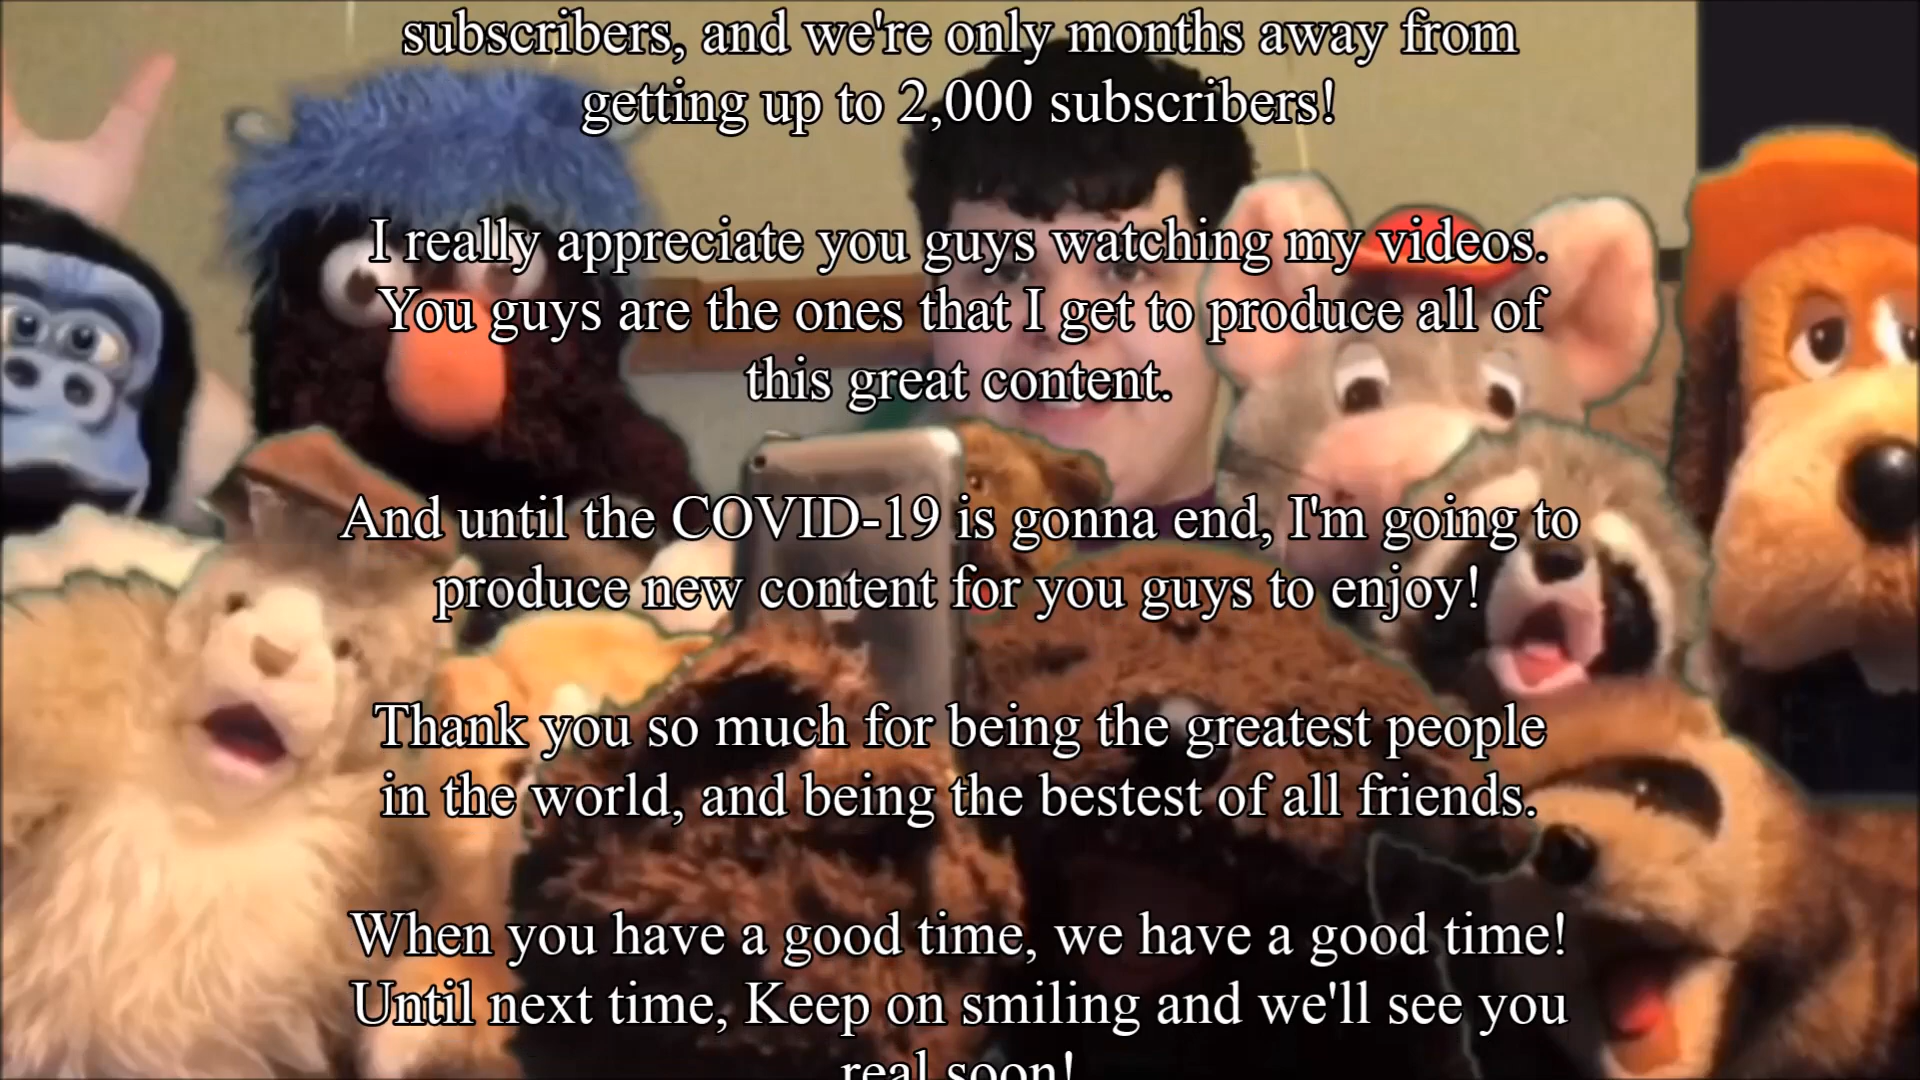 subscribers, and we're only months away from
getting up to 2,000 subscribers!
I really appreciate you guys watching my videos.
You guys are the ones that I get to produce all of
this great content.
And until the COVID-19 is gonna end, I'm going to
produce new content for you guys to enjoy!
Thank you so much for being the greatest people
in the world, and being the bestest of all friends.
When you have a good time, we have a good time!
Until next time, Keep on smiling and we'll see you
real soon!